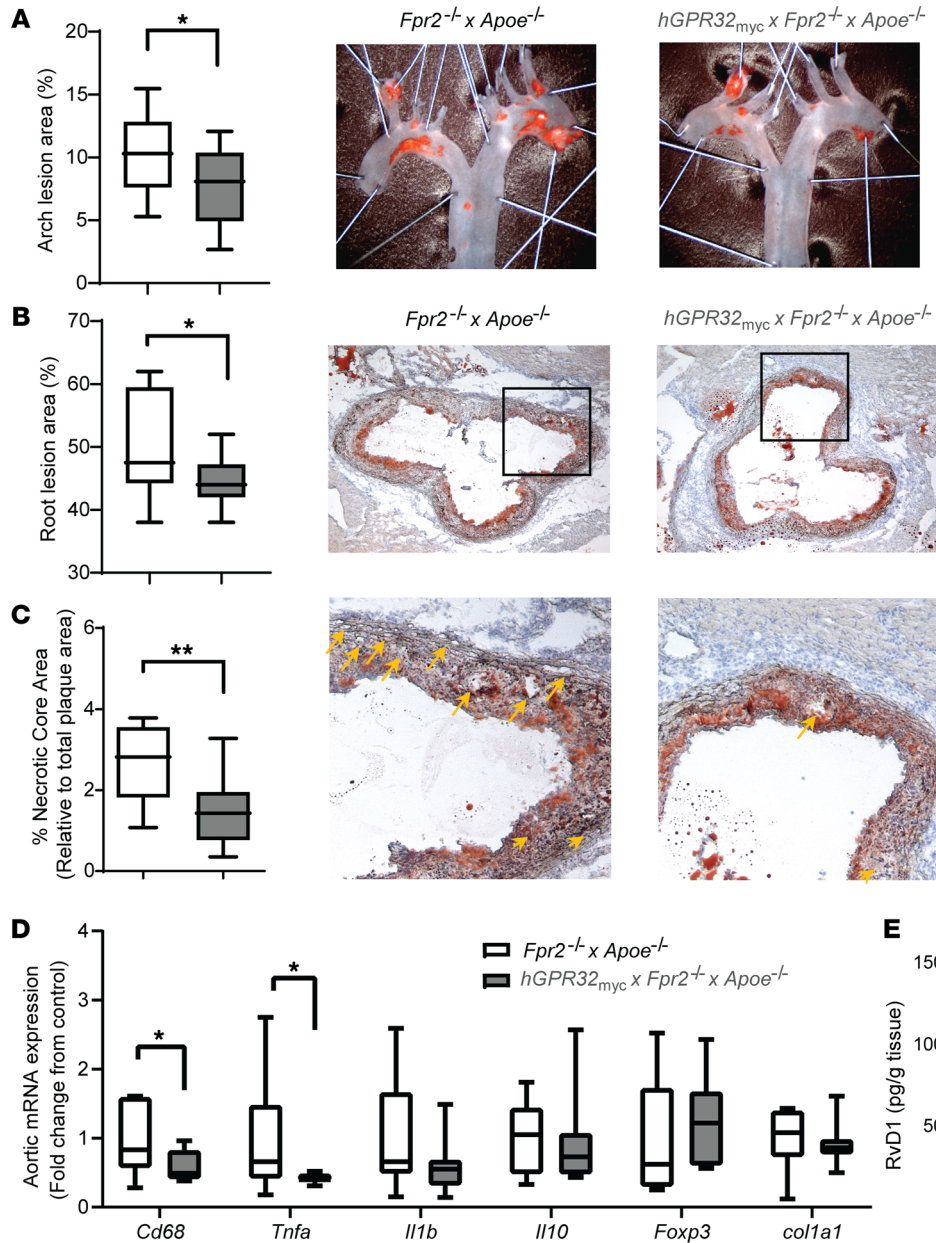 A
Fpr2-/- x Apoe-/-
hGPR32myc x Fpr2-/- x Apoe-/-
Arch lesion area (%)
20
15
10
5
0
*
B
Fpr2-/- x Apoe-/-
hGPR32myc x Fpr2-/- x Apoe-/-
Root lesion area (%)
70
60
50
40
30
*
C
% Necrotic Core Area
(Relative to total plaque area)
6
4
2
0
**
D
Aortic mRNA expression
(Fold change from control)
4
3
2
1
0
*
*
Fpr2-/- x Apoe-/-
hGPR32myc x Fpr2-/- x Apoe-/-
Cd68
Tnfa
Il1b
Il10
Foxp3
col1a1
E
RvD1 (pg/g tissue)